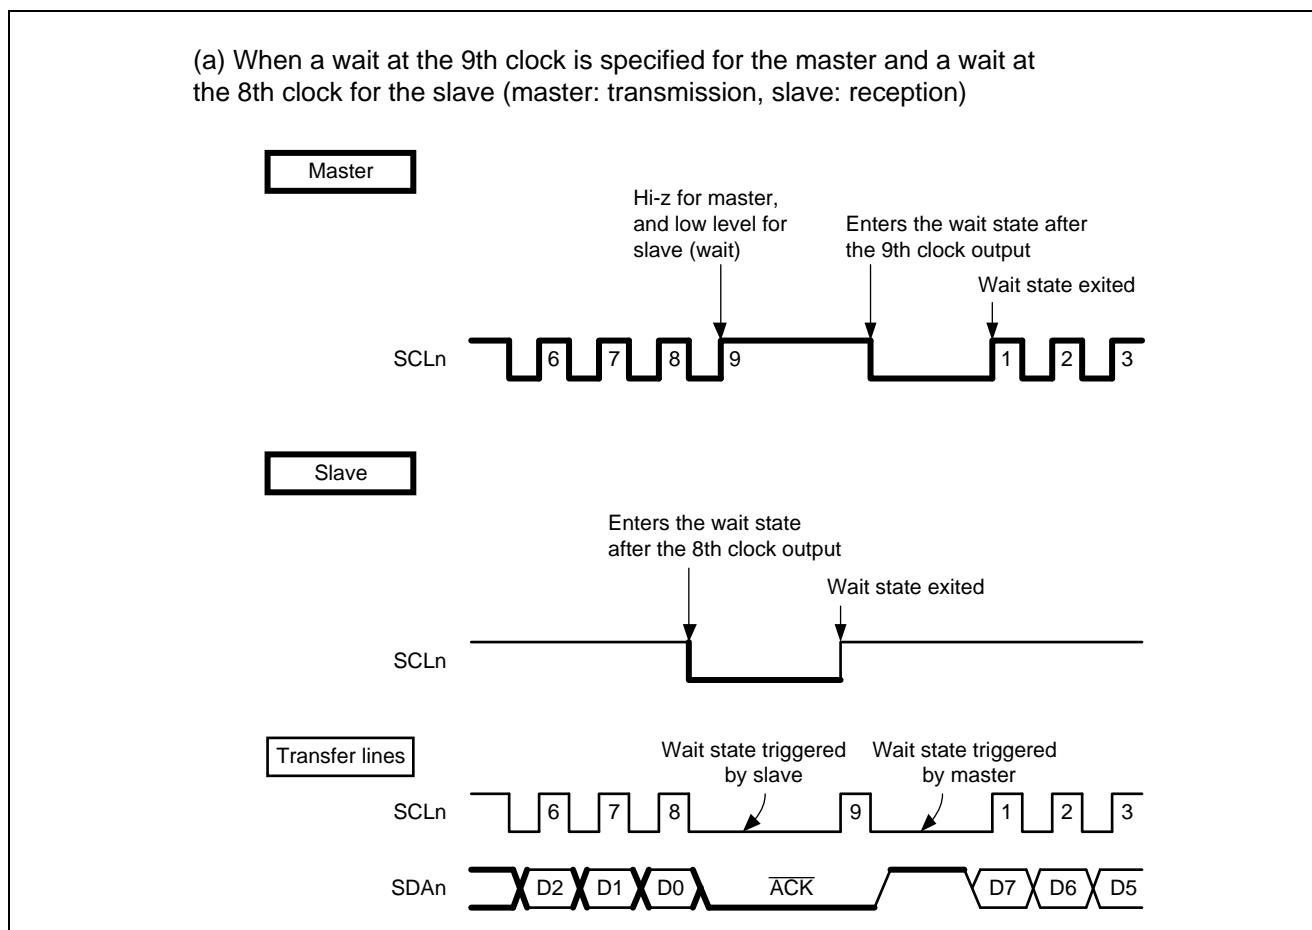 (a) When a wait at the 9th clock is specified for the master and a wait at
the 8th clock for the slave (master: transmission, slave: reception)
Master
Hi-z for master,
and low level for
slave (wait)
Enters the wait state after
the 9th clock output
Wait state exited
SCLn
6 7 8 9 1 2 3
Slave
Enters the wait state
after the 8th clock output
Wait state exited
SCLn
Transfer lines
Wait state triggered
by slave
Wait state triggered
by master
SCLn
6 7 8 9 1 2 3
SDAn
D2 D1 D0 ACK D7 D6 D5